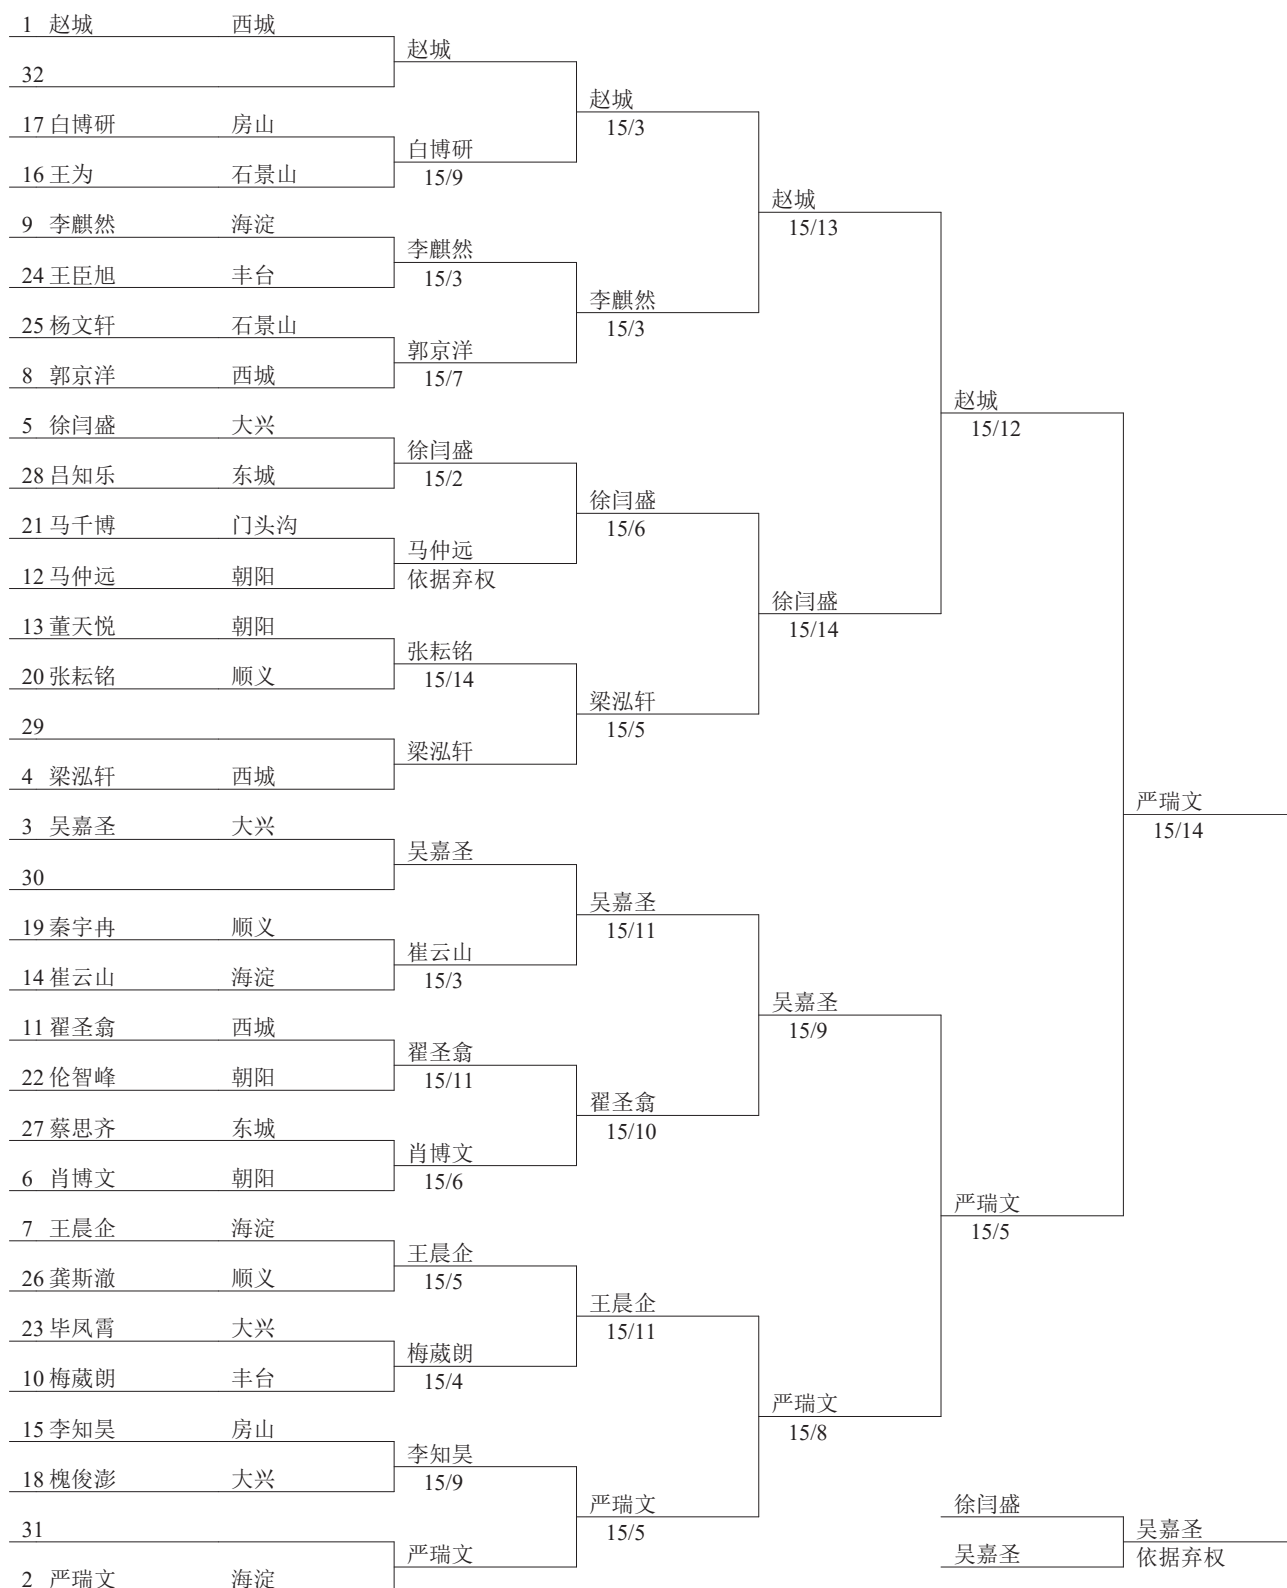 1 赵城 西城
赵城
32
赵城
15/3
17 白博研 房山
白博研
15/9
16 王为 石景山
赵城
15/13
9 李麒然 海淀
李麒然
15/3
24 王臣旭 丰台
李麒然
15/3
25 杨文轩 石景山
郭京洋
15/7
8 郭京洋 西城
赵城
15/12
5 徐闫盛 大兴
徐闫盛
15/2
28 吕知乐 东城
徐闫盛
15/6
21 马千博 门头沟
马仲远
依据弃权
12 马仲远 朝阳
徐闫盛
15/14
13 董天悦 朝阳
张耘铭
15/14
20 张耘铭 顺义
梁泓轩
15/5
29
梁泓轩
4 梁泓轩 西城
严瑞文
15/14
3 吴嘉圣 大兴
吴嘉圣
30
吴嘉圣
15/11
19 秦宇冉 顺义
崔云山
15/3
14 崔云山 海淀
吴嘉圣
15/9
11 翟圣翕 西城
翟圣翕
15/11
22 伦智峰 朝阳
翟圣翕
15/10
27 蔡思齐 东城
肖博文
15/6
6 肖博文 朝阳
严瑞文
15/5
7 王晨企 海淀
王晨企
15/5
26 龚斯澈 顺义
王晨企
15/11
23 毕凤霄 大兴
梅葳朗
15/4
10 梅葳朗 丰台
严瑞文
15/8
15 李知昊 房山
李知昊
15/9
18 槐俊澎 大兴
严瑞文
15/5
31
严瑞文
2 严瑞文 海淀
徐闫盛
吴嘉圣
依据弃权
吴嘉圣